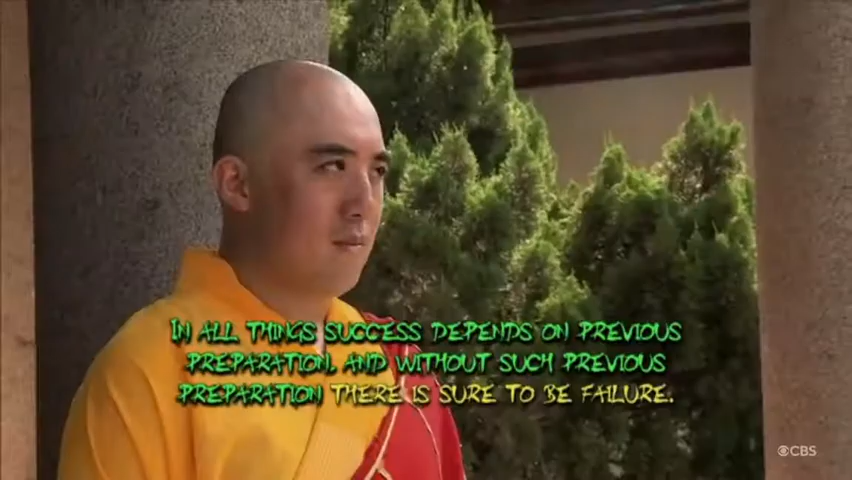 IN ALL THINGS SUCCESS DEPENDS ON PREVIOUS
PREPARATION, AND WITHOUT SUCH PREVIOUS
PREPARATION THERE IS SURE TO BE FAILURE.
CBS